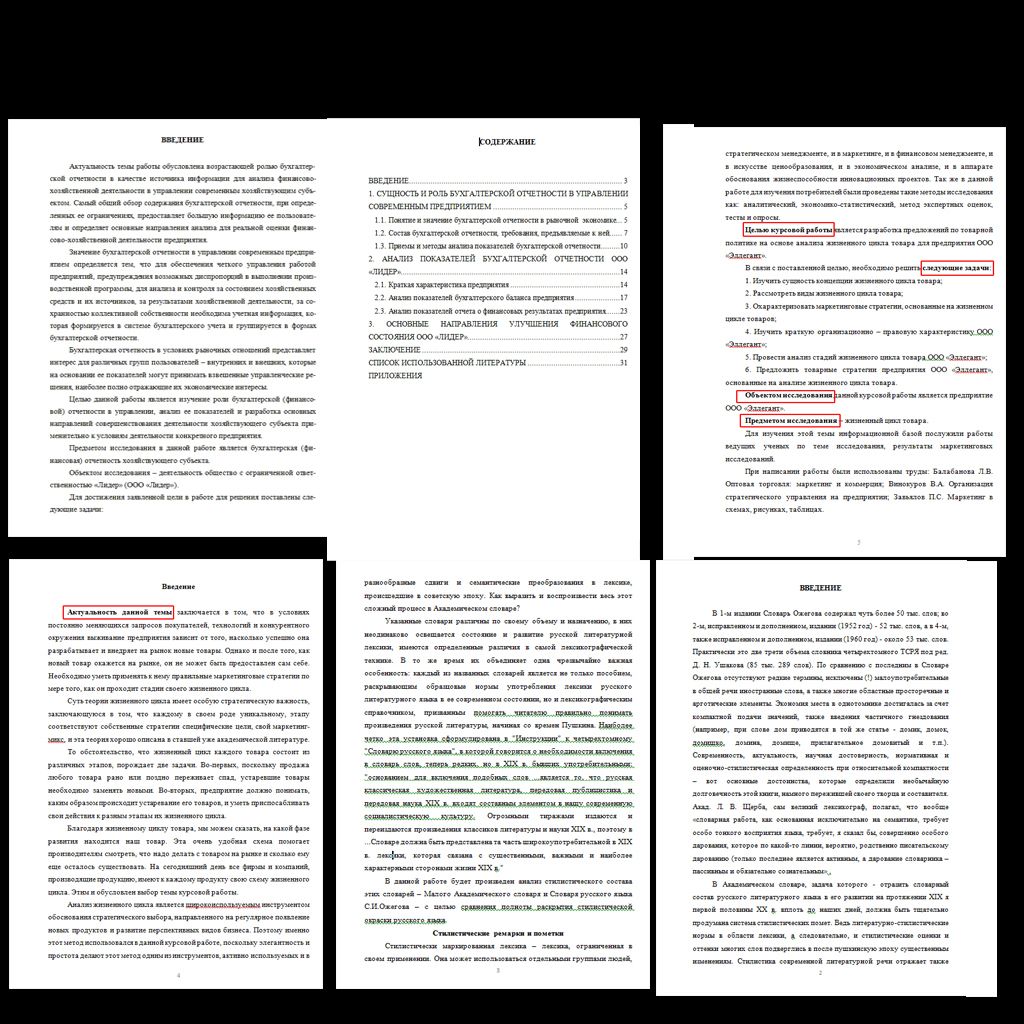 ВВЕДЕНИЕ
Актуальность темы работы обусловлена возрастающей ролью бухгалтер-
ской отчетности в качестве источника информации для анализа финансово-
хозяйственной деятельности в управлении современным хозяйствующим субъ-
ектом. Самый общий обзор содержания бухгалтерской отчетности, при опреде-
ленных ее ограничениях, предоставляет большую информацию ее пользовате-
лям и определяет основные направления анализа для реальной оценки финан-
сово-хозяйственной деятельности предприятия.
Значение бухгалтерской отчетности в управлении современным предпри-
ятием определяется тем, что для обеспечения четкого управления работой
предприятий, предупреждения возможных диспропорций в выполнении произ-
водственной программы, для анализа и контроля за состоянием хозяйственных
средств и их источников, за результатами хозяйственной деятельности, за со-
хранностью коллективной собственности необходима учетная информация, ко-
торая формируется в системе бухгалтерского учета и группируется в формах
бухгалтерской отчетности.
Бухгалтерская отчетность в условиях рыночных отношений представляет
интерес для различных групп пользователей – внутренних и внешних, которые
на основании ее показателей могут принимать взвешенные управленческие ре-
шения, наиболее полно отражающие их экономические интересы.
Целью данной работы является изучение роли бухгалтерской (финансо-
вой) отчетности в управлении, анализ ее показателей и разработка основных
направлений совершенствования деятельности хозяйствующего субъекта при-
менительно к условиям деятельности конкретного предприятия.
Предметом исследования в данной работе является бухгалтерская (фи-
нансовая) отчетность хозяйствующего субъекта.
Объектом исследования – деятельность общество с ограниченной ответ-
ственностью «Лидер» (ООО «Лидер»).
Для достижения заявленной цели в работе для решения поставлены сле-
дующие задачи:
СОДЕРЖАНИЕ
ВВЕДЕНИЕ 3
1. СУЩНОСТЬ И РОЛЬ БУХГАЛТЕРСКОЙ ОТЧЕТНОСТИ В УПРАВЛЕНИИ
СОВРЕМЕННЫМ ПРЕДПРИЯТИЕМ 5
1.1. Понятие и значение бухгалтерской отчетности в рыночной экономике... 5
1.2. Состав бухгалтерской отчетности, требования, предъявляемые к ней 7
1.3. Приемы и методы анализа показателей бухгалтерской отчетности 10
2. АНАЛИЗ ПОКАЗАТЕЛЕЙ БУХГАЛТЕРСКОЙ ОТЧЕТНОСТИ ООО
«ЛИДЕР» 14
2.1. Краткая характеристика предприятия 14
2.2. Анализ показателей бухгалтерского баланса предприятия 17
2.3. Анализ показателей отчета о финансовых результатах предприятия 23
3. ОСНОВНЫЕ НАПРАВЛЕНИЯ УЛУЧШЕНИЯ ФИНАНСОВОГО
СОСТОЯНИЯ ООО «ЛИДЕР» 27
ЗАКЛЮЧЕНИЕ 29
СПИСОК ИСПОЛЬЗОВАННОЙ ЛИТЕРАТУРЫ 31
ПРИЛОЖЕНИЯ
стратегическом менеджменте, и в маркетинге, и в финансовом менеджменте, и
в искусстве ценообразования, и в экономическом анализе, и в аппарате
обоснования жизнеспособности инновационных проектов. Так же в данной
работе для изучения потребителей были проведены такие методы исследования
как: аналитический, экономико-статистический, метод экспертных оценок,
тесты и опросы.
Целью курсовой работы является разработка предложений по товарной
политике на основе анализа жизненного цикла товара для предприятия ООО
«Эллегант».
В связи с поставленной целью, необходимо решить следующие задачи:
1. Изучить сущность концепции жизненного цикла товара;
2. Рассмотреть виды жизненного цикла товара;
3. Охарактеризовать маркетинговые стратегии, основанные на жизненном
цикле товаров;
4. Изучить краткую организационно – правовую характеристику ООО
«Эллегант»;
5. Провести анализ стадий жизненного цикла товара ООО «Эллегант»;
6. Предложить товарные стратегии предприятия ООО «Эллегант»,
основанные на анализе жизненного цикла товара.
Объектом исследования данной курсовой работы является предприятие
ООО «Эллегант».
Предметом исследования - жизненный цикл товара.
Для изучения этой темы информационной базой послужили работы
ведущих ученых по теме исследования, результаты маркетинговых
исследований.
При написании работы были использованы труды: Балабанова Л.В.
Оптовая торговля: маркетинг и коммерция; Винокуров В.А. Организация
стратегического управления на предприятии; Завьялов П.С. Маркетинг в
схемах, рисунках, таблицах.
5
Введение
Актуальность данной темы заключается в том, что в условиях
постоянно меняющихся запросов покупателей, технологий и конкурентного
окружения выживание предприятия зависит от того, насколько успешно она
разрабатывает и внедряет на рынок новые товары. Однако и после того, как
новый товар окажется на рынке, он не может быть предоставлен сам себе.
Необходимо уметь применять к нему правильные маркетинговые стратегии по
мере того, как он проходит стадии своего жизненного цикла.
Суть теории жизненного цикла имеет особую стратегическую важность,
заключающуюся в том, что каждому в своем роде уникальному, этапу
соответствуют собственные стратегии специфические цели, свой маркетинг-
микс, и эта теория хорошо описана в ставшей уже академической литературе.
То обстоятельство, что жизненный цикл каждого товара состоит из
различных этапов, порождает две задачи. Во-первых, поскольку продажа
любого товара рано или поздно переживает спад, устаревшие товары
необходимо заменять новыми. Во-вторых, предприятие должно понимать,
каким образом происходит устаревание его товаров, и уметь приспосабливать
свои действия к разным этапам их жизненного цикла.
Благодаря жизненному циклу товара, мы можем сказать, на какой фазе
развития находится наш товар. Эта очень удобная схема помогает
производителям смотреть, что надо делать с товаром на рынке и сколько ему
еще осталось существовать. На сегодняшний день все фирмы и компаний,
производящие продукцию, имеют к каждому продукту свою схему жизненного
цикла. Этим и обусловлен выбор темы курсовой работы.
Анализ жизненного цикла является широкоиспользуемым инструментом
обоснования стратегического выбора, направленного на регулярное появление
новых продуктов и развитие перспективных видов бизнеса. Поэтому именно
этот метод использовался в данной курсовой работе, поскольку элегантность и
простота делают этот метод одним из инструментов, активно используемых и в
4
разнообразные сдвиги и семантические преобразования в лексике,
происшедшие в советскую эпоху. Как выразить и воспроизвести весь этот
сложный процесс в Академическом словаре?
Указанные словари различны по своему объему и назначению, в них
неодинаково освещается состояние и развитие русской литературной
лексики, имеются определенные различия в самой лексикографической
технике. В то же время их объединяет одна чрезвычайно важная
особенность: каждый из названных словарей является не только пособием,
раскрывающим образцовые нормы употребления лексики русского
литературного языка в ее современном состоянии, но и лексикографическим
справочником, призванным помогать читателю правильно понимать
произведения русской литературы, начиная со времен Пушкина. Наиболее
четко эта установка сформулирована в "Инструкции" к четырехтомному
"Словарю русского языка", в которой говорится о необходимости включения
в словарь слов, теперь редких, но в XIX в. бывших употребительными;
"основанием для включения подобных слов ...является то, что русская
классическая художественная литература, передовая публицистика и
передовая наука XIX в. входят составным элементом в нашу современную
социалистическую культуру. Огромными тиражами издаются и
переиздаются произведения классиков литературы и науки XIX в., поэтому в
...Словаре должна быть представлена та часть широкоупотребительной в XIX
в. лексики, которая связана с существенными, важными и наиболее
характерными сторонами жизни XIX в."
В данной работе будет произведен анализ стилистического состава
этих словарей – Малого Академического словаря и Словаря русского языка
С.И.Ожегова – с целью сравнения полноты раскрытия стилистической
окраски русского языка.
Стилистические ремарки и пометки
Стилистически маркированная лексика – лексика, ограниченная в
своем применении. Она может использоваться отдельными группами людей,
ВВЕДЕНИЕ
В 1-м издании Словарь Ожегова содержал чуть более 50 тыс. слов; во
2-м, исправленном и дополненном, издании (1952 год) - 52 тыс. слов, а в 4-м,
также исправленном и дополненном, издании (1960 год) - около 53 тыс. слов.
Практически это две трети объема словника четырехтомного ТСРЯ под ред.
Д. Н. Ушакова (85 тыс. 289 слов). По сравнению с последним в Словаре
Ожегова отсутствуют редкие термины, исключены (!) малоупотребительные
в общей речи иностранные слова, а также многие областные просторечные и
арготические элементы. Экономия места в однотомнике достигалась за счет
компактной подачи значений, также введения частичного гнездования
(например, при слове дом приводятся в той же статье - домик, домок,
домишко, домина, домище, прилагательное домовитый и т.п.).
Современность, актуальность, научная достоверность, нормативная и
оценочно-стилистическая определенность при относительной компактности
– вот основные достоинства, которые определили необычайную
долговечность этой книги, намного пережившей своего творца и составителя.
Акад. Л. В. Щерба, сам великий лексикограф, полагал, что вообще
«словарная работа, как основанная исключительно на семантике, требует
особо тонкого восприятия языка, требует, я сказал бы, совершенно особого
дарования, которое по какой-то линии, вероятно, родственно писательскому
дарованию (только последнее является активным, а дарование словарника –
пассивным и обязательно сознательным)».
В Академическом словаре, задача которого - отразить словарный
состав русского литературного языка в его развитии на протяжении XIX и
первой половины XX в. вплоть до наших дней, должна быть тщательно
продумана система стилистических помет. Ведь литературно-стилистические
нормы в области лексики, а следовательно, и стилистические оценки и
оттенки многих слов подверглись в после пушкинскую эпоху существенным
изменениям. Стилистика современной литературной речи отражает также
2